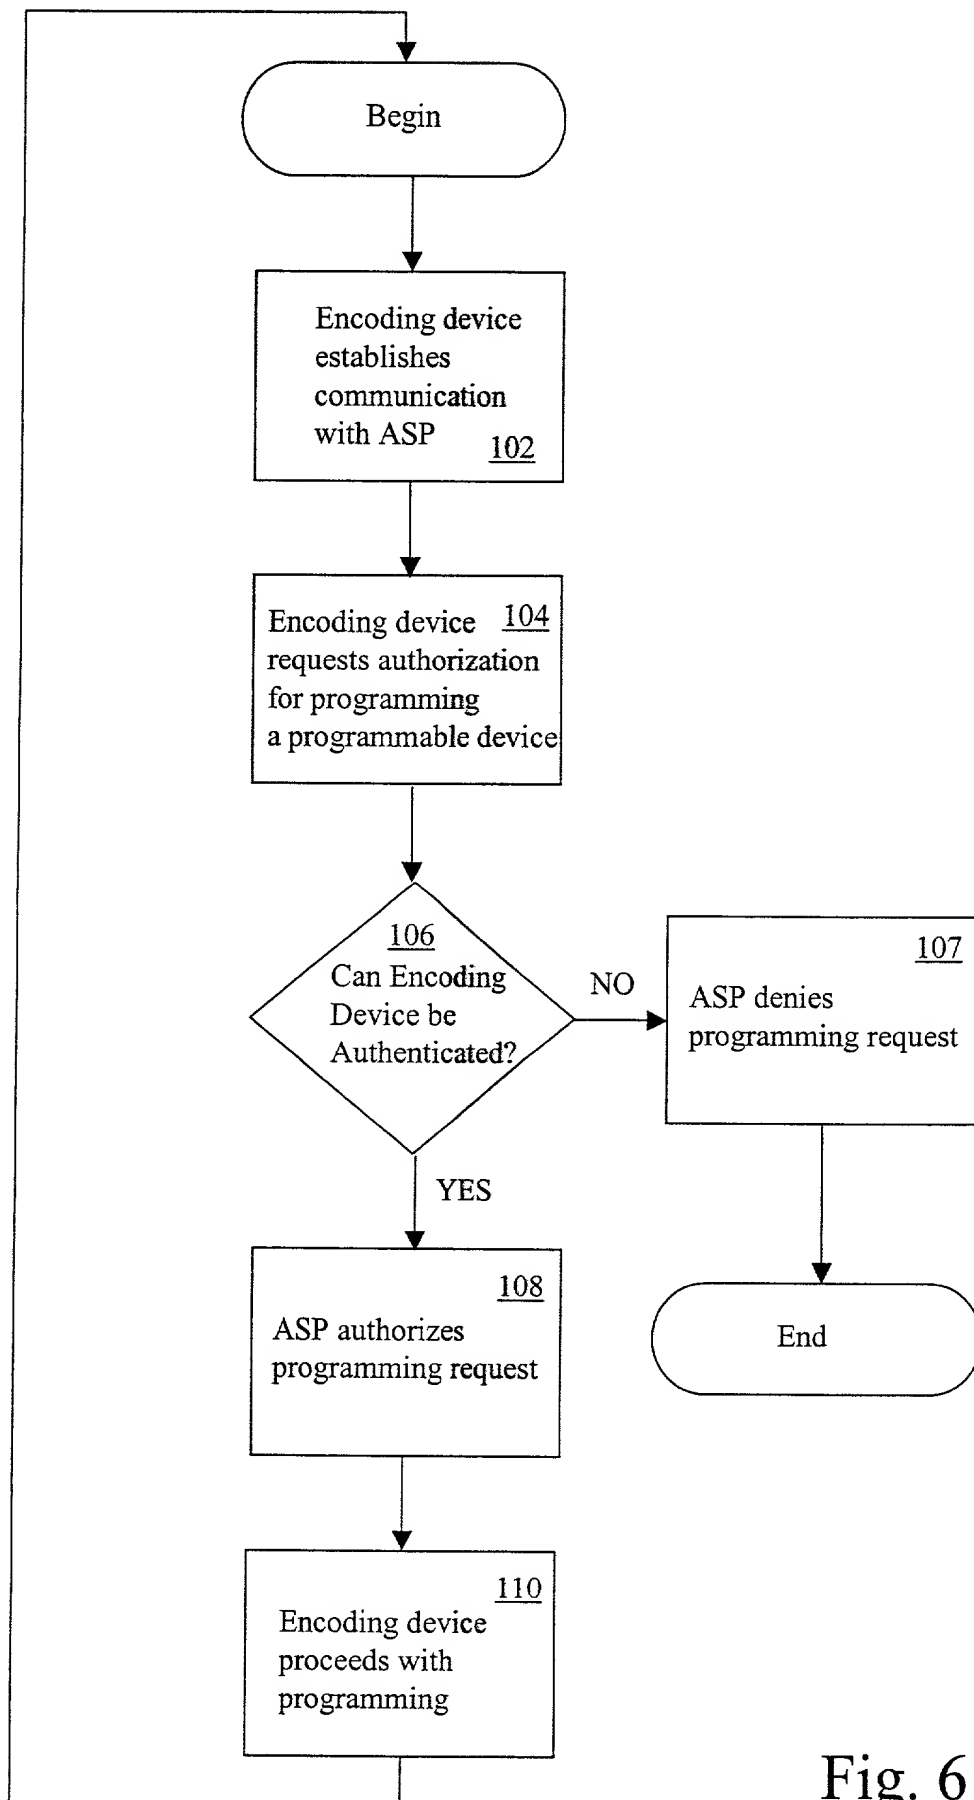 Begin
Encoding device
establishes
communication
with ASP 102
Encoding device 104
requests authorization
for programming
a programmable device
106
Can Encoding
Device be
Authenticated?
NO
107
ASP denies
programming request
YES
108
ASP authorizes
programming request
End
110
Encoding device
proceeds with
programming
Fig. 6